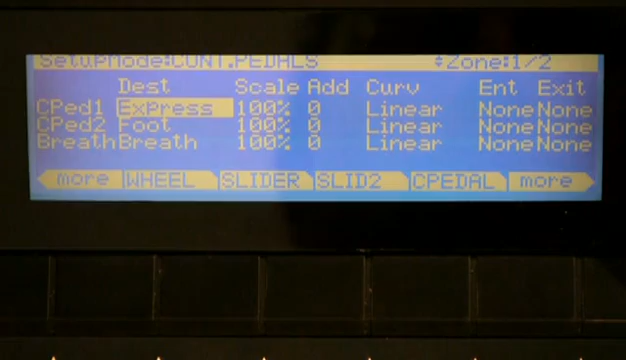 SetupMode:CONT.PEDALS ◆Zone:1/2
Dest Scale Add Curv Ent Exit
CPed1 Express 100% 0 Linear None None
CPed2 Foot 100% 0 Linear None None
Breath Breath 100% 0 Linear None None
more WHEEL SLIDER SLID2 CPEDAL more